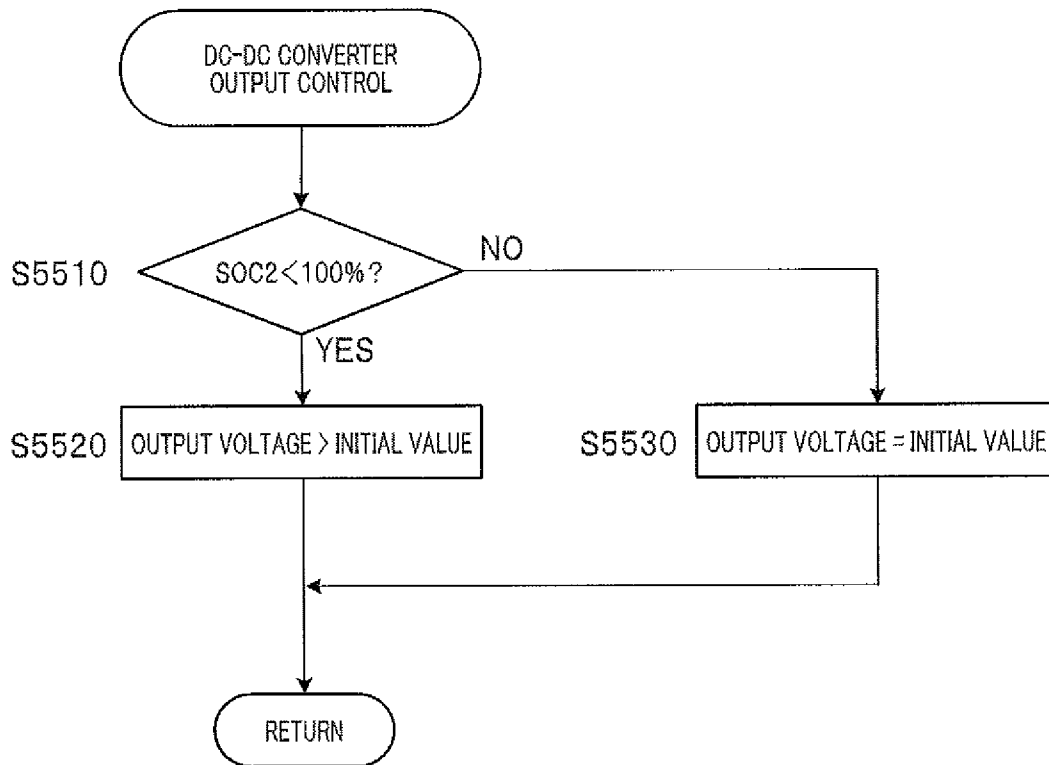 DC-DC CONVERTER
OUTPUT CONTROL
S5510
SOC2<100%?
NO
YES
S5520
OUTPUT VOLTAGE > INITIAL VALUE
S5530
OUTPUT VOLTAGE = INITIAL VALUE
RETURN